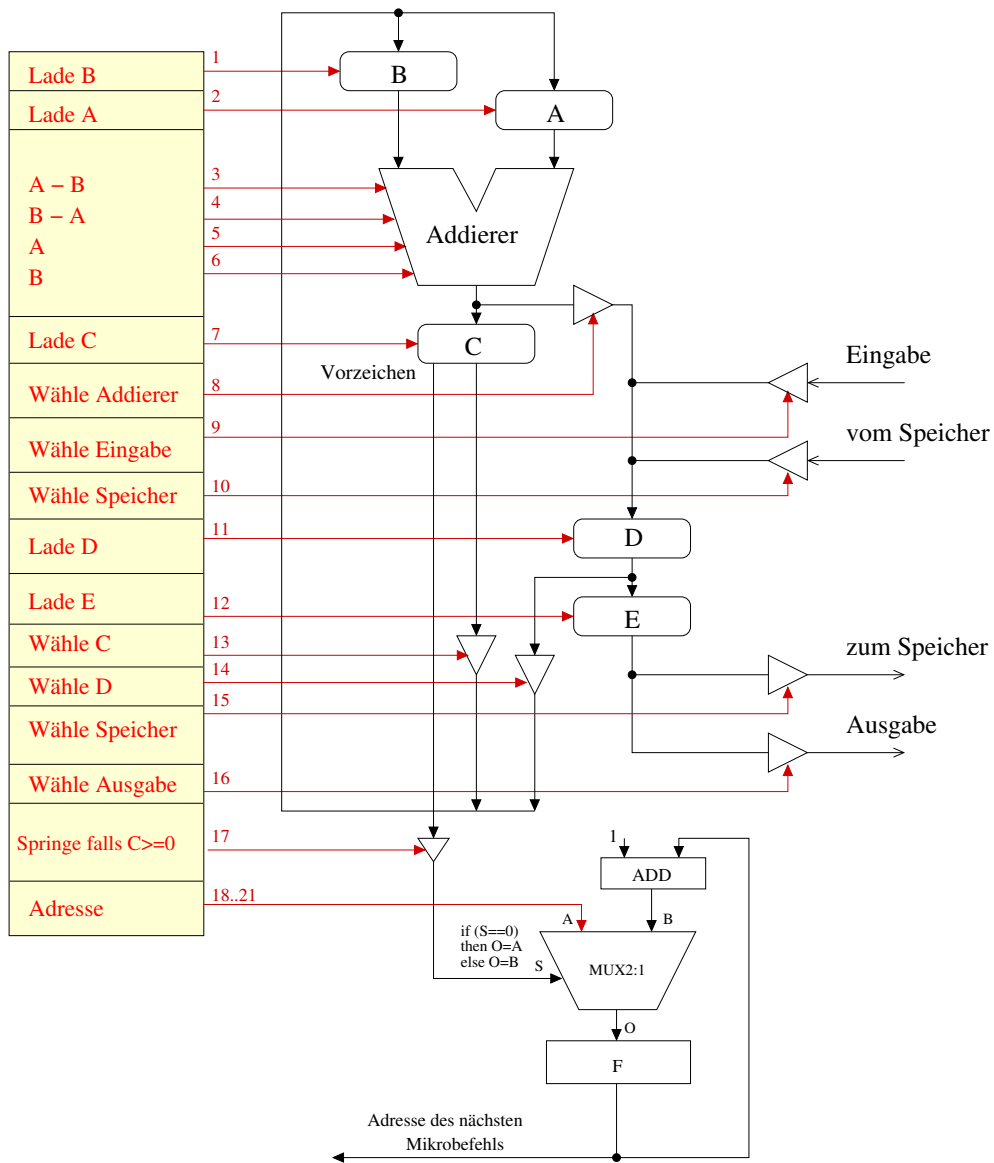 1
B
Lade B
2
Lade A
A
A − B
3
B − A
4
A
5
B
6
Addierer
Lade C
7
C
Vorzeichen
Eingabe
Wähle Addierer
8
Wähle Eingabe
9
vom Speicher
Wähle Speicher
10
Lade D
11
D
Lade E
12
E
Wähle C
13
zum Speicher
Wähle D
14
15
Wähle Speicher
Ausgabe
Wähle Ausgabe
16
Springe falls C>=0
17
1
ADD
Adresse
18..21
A
B
if (S==0)
then O=A
else O=B
S
MUX2:1
O
F
Adresse des nächsten
Mikrobefehls